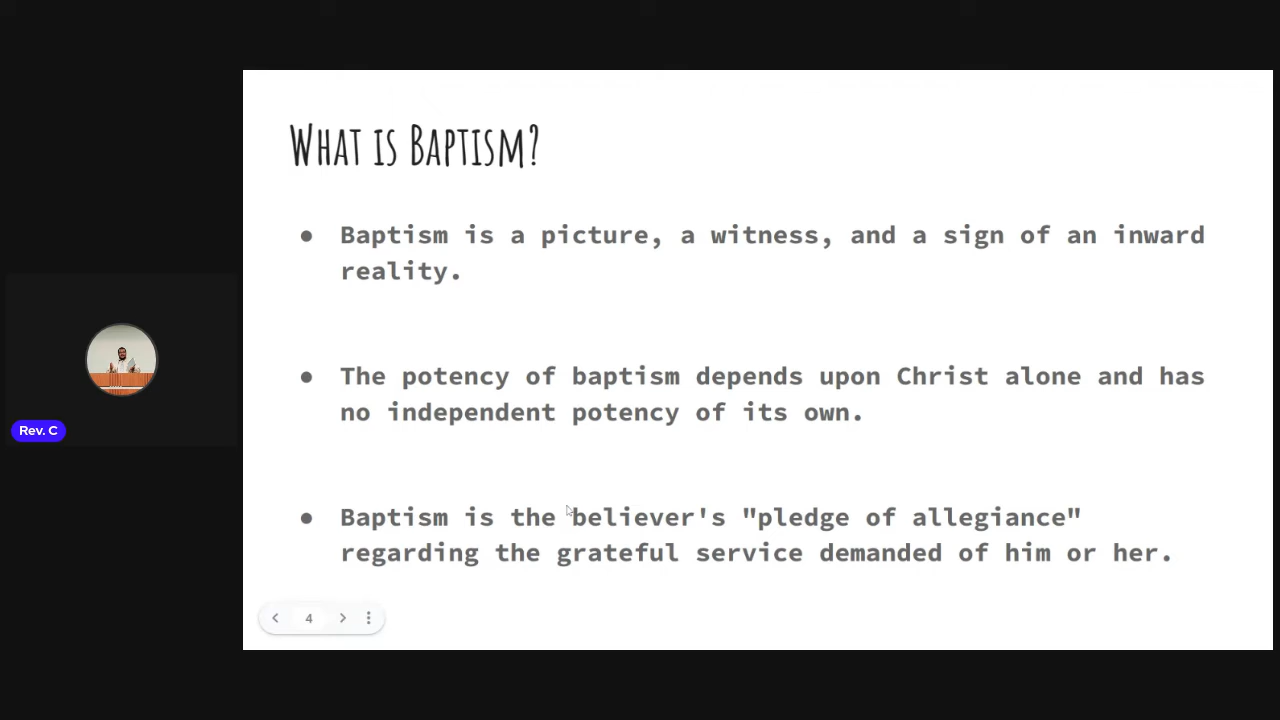 What is Baptism?
● Baptism is a picture, a witness, and a sign of an inward
reality.
● The potency of baptism depends upon Christ alone and has
no independent potency of its own.
● Baptism is the believer's "pledge of allegiance"
regarding the grateful service demanded of him or her.
Rev. C
4